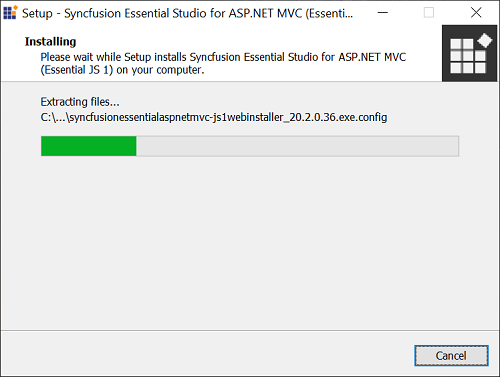 Setup - Syncfusion Essential Studio for ASP.NET MVC (Essenti...
Installing
Please wait while Setup installs Syncfusion Essential Studio for ASP.NET MVC
(Essential JS 1) on your computer.
Extracting files...
C:\...\syncfusionessentialaspnetmvc-js1webinstaller_20.2.0.36.exe.config
Cancel